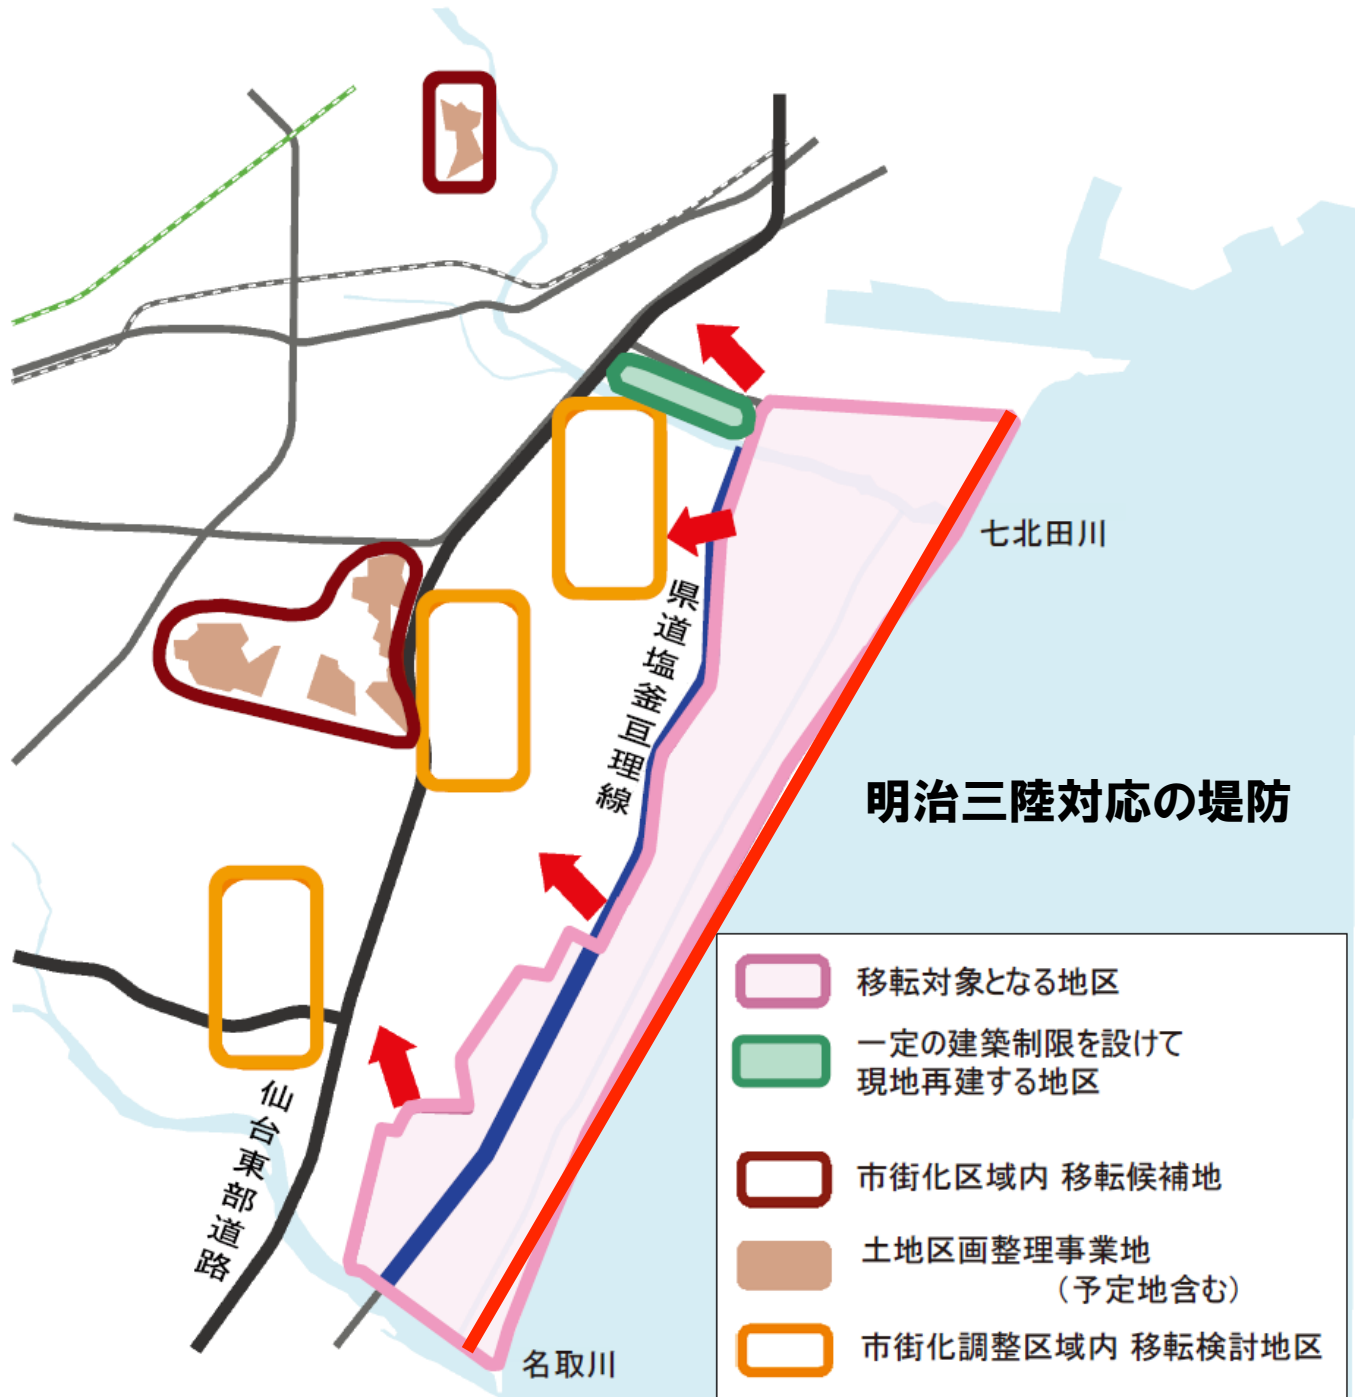 七北田川
県道塩釜亘理線
明治三陸対応の堤防
移転対象となる地区
一定の建築制限を設けて
現地再建する地区
仙台東部道路
市街化区域内 移転候補地
土地区画整理事業地
（予定地含む）
市街化調整区域内 移転検討地区
名取川